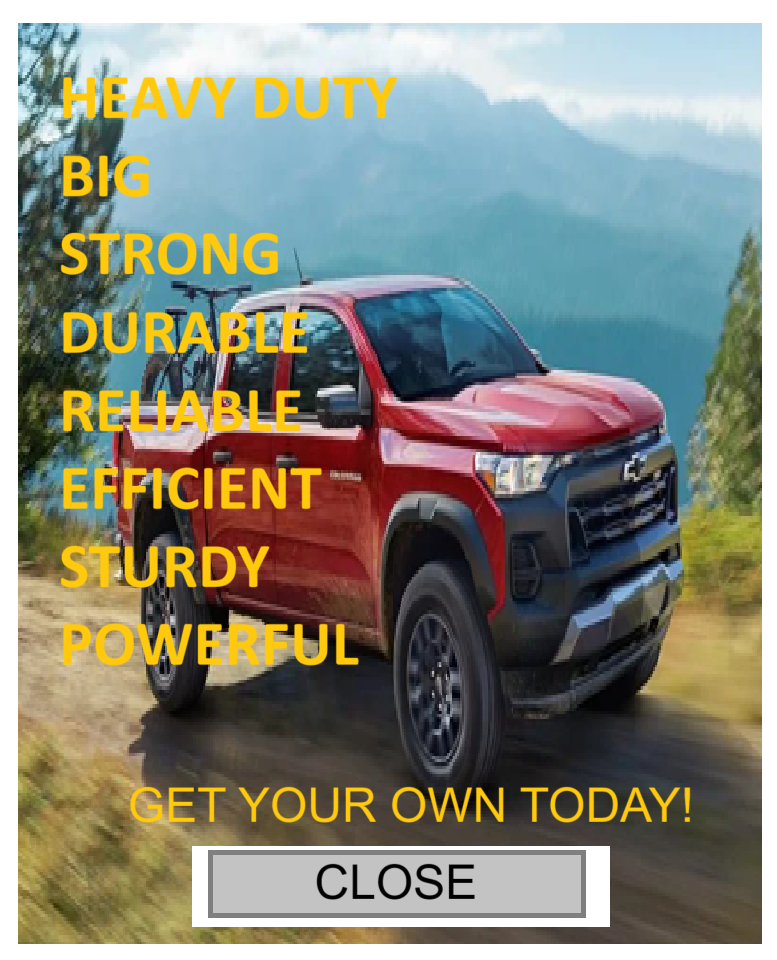 HEAVY DUTY
BIG
STRONG
DURABLE
RELIABLE
EFFICIENT
STURDY
POWERFUL
GET YOUR OWN TODAY!
CLOSE